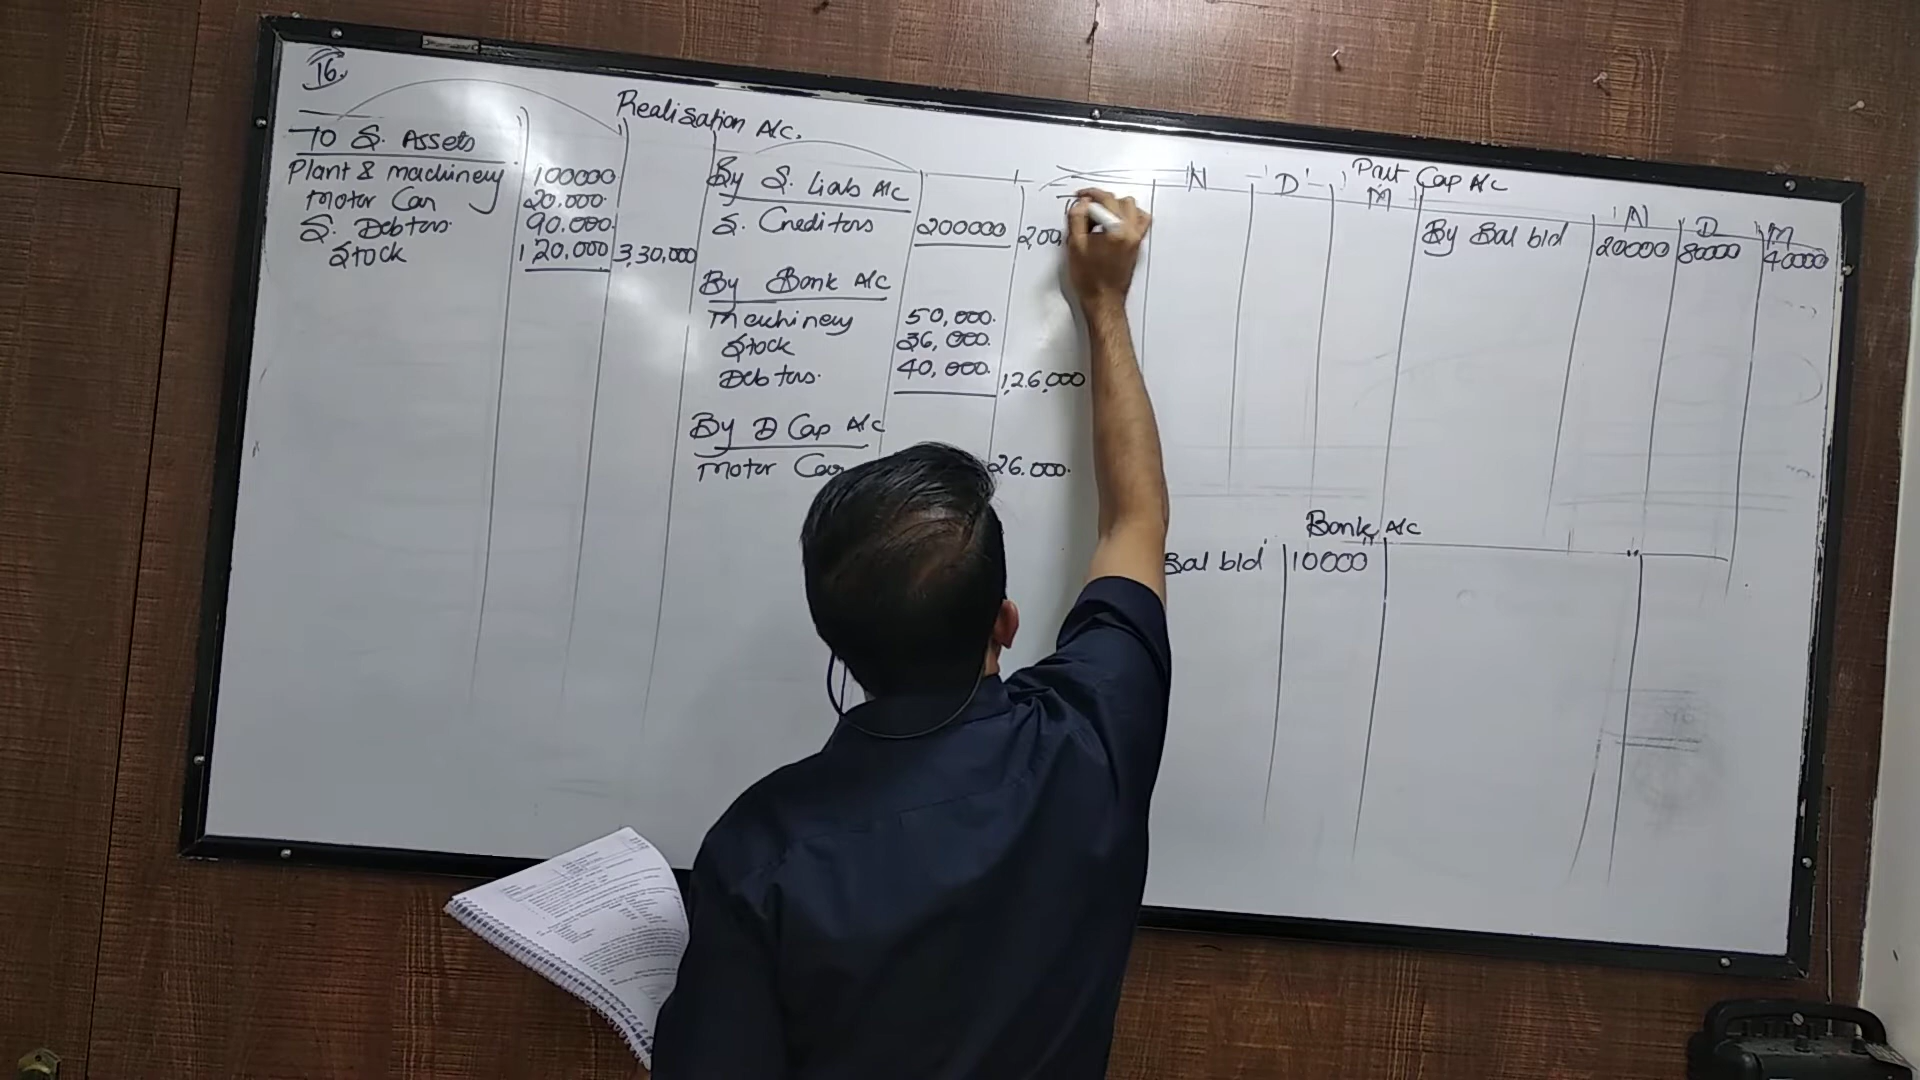 16.
Realisation A/c.
To S. Assets
Plant & machinery 100000
Motor Car 20.000.
S. Debtors. 90.000.
Stock 1 20.000 3,30,000
By S. Liab A/c
S. Creditors 200000 200,
By Bank A/c
Machinery 50,000.
Stock 36,000.
Debtors. 40,000. 1,26,000
By D Cap A/c
Motor Car 26.000.
Part Cap A/c
N D M
N D M
By Bal b/d 20000 80000 40000
Bank A/c
Bal b/d 10000